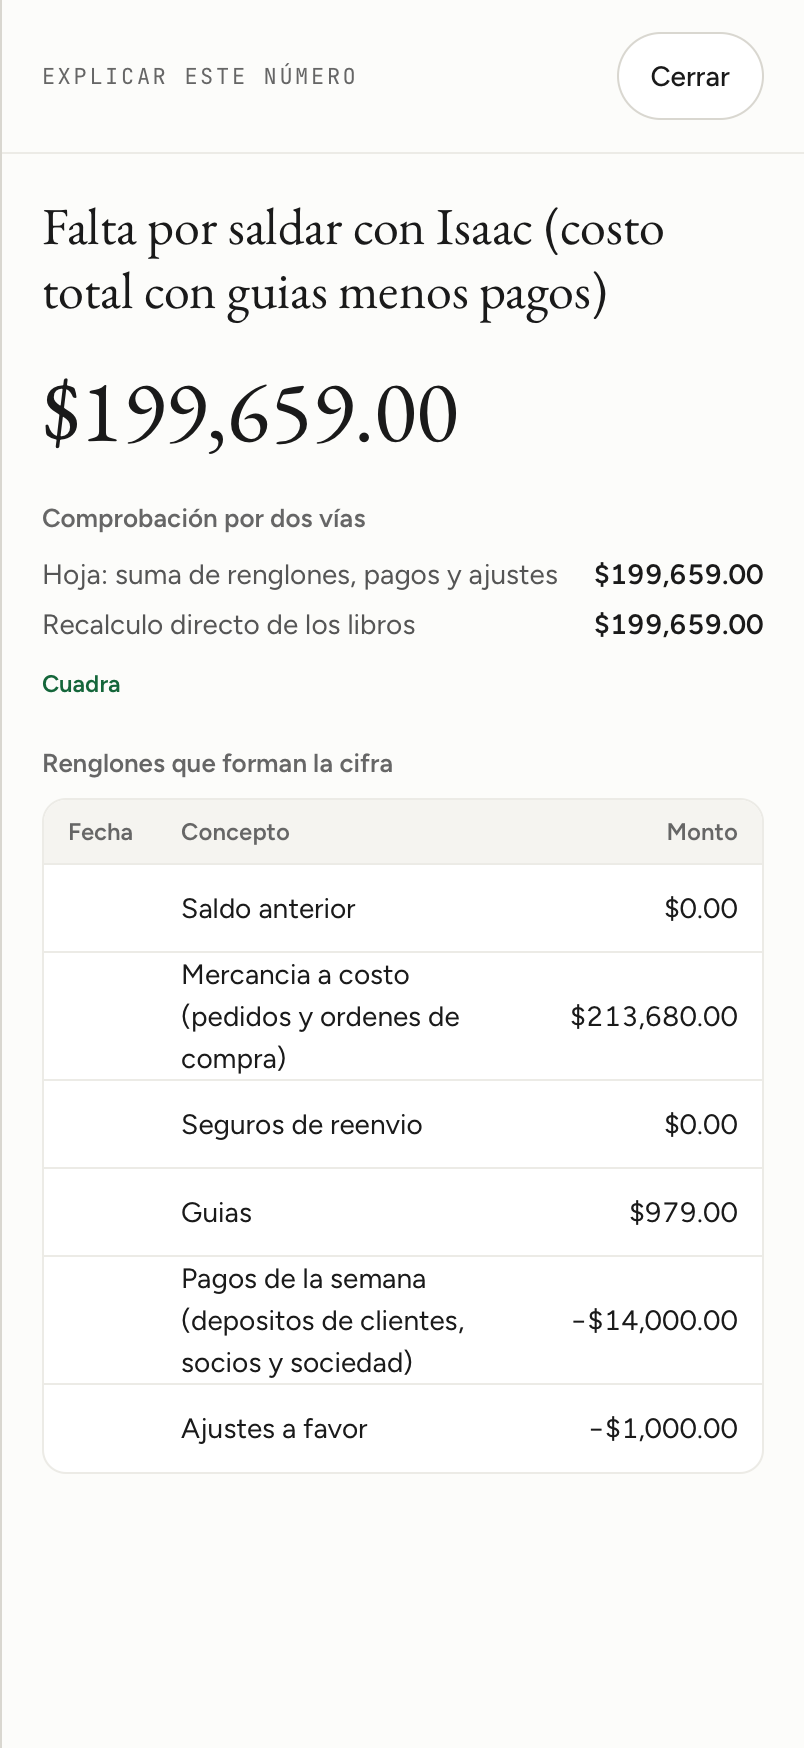 EXPLICAR ESTE NÚMERO
Cerrar
Falta por saldar con Isaac (costo
total con guias menos pagos)
$199,659.00
Comprobación por dos vías
Hoja: suma de renglones, pagos y ajustes $199,659.00
Recalculo directo de los libros $199,659.00
Cuadra
Renglones que forman la cifra
Fecha Concepto Monto
Saldo anterior $0.00
Mercancia a costo
(pedidos y ordenes de $213,680.00
compra)
Seguros de reenvio $0.00
Guias $979.00
Pagos de la semana
(depositos de clientes, -$14,000.00
socios y sociedad)
Ajustes a favor -$1,000.00